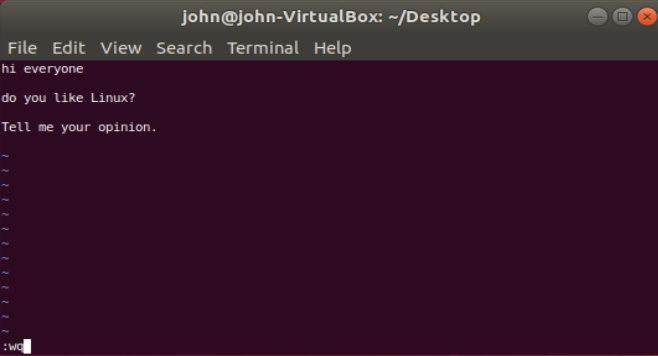 john@john-VirtualBox: ~/Desktop
File Edit View Search Terminal Help
hi everyone
do you like Linux?
Tell me your opinion.
~
~
~
~
~
~
~
~
~
~
~
~
~
:wq